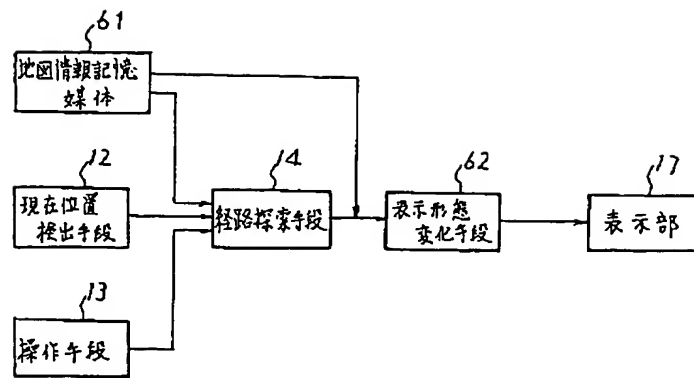 61
地図情報記憶
媒体
12
現在位置
検出手段
14
経路探索手段
62
表示形態
変化手段
17
表示部
13
操作手段